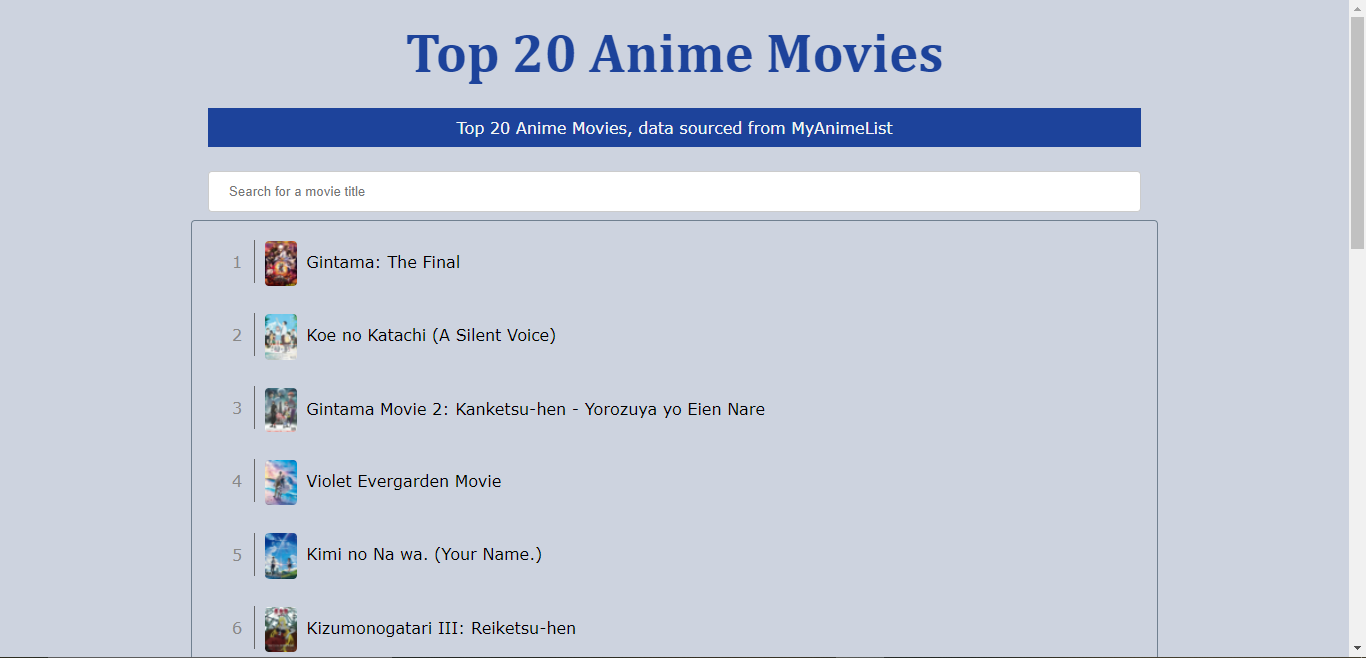 Top 20 Anime Movies
Top 20 Anime Movies, data sourced from MyAnimeList
Search for a movie title
1 Gintama: The Final
2 Koe no Katachi (A Silent Voice)
3 Gintama Movie 2: Kanketsu-hen - Yorozuya yo Eien Nare
4 Violet Evergarden Movie
5 Kimi no Na wa. (Your Name.)
6 Kizumonogatari III: Reiketsu-hen